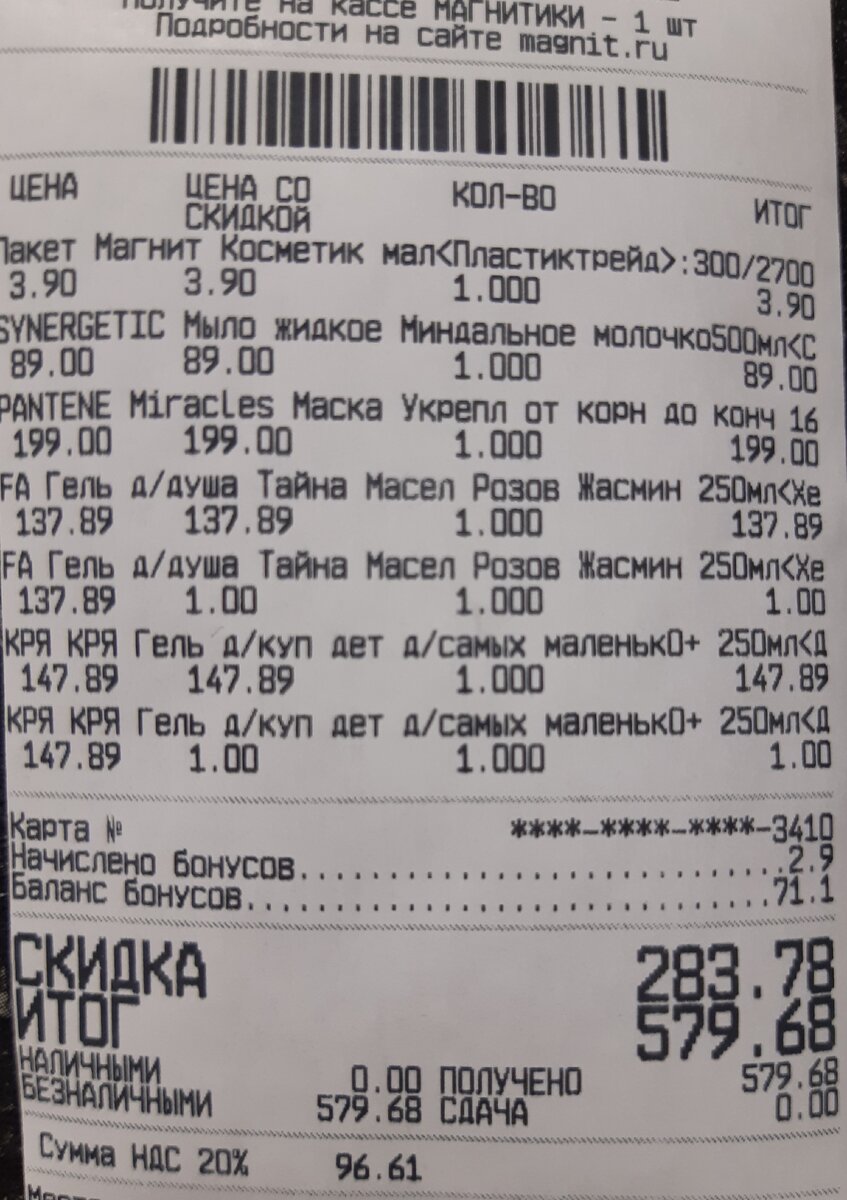 Получите на кассе МАГНИТИКИ - 1 шт
Подробности на сайте magnit.ru
ЦЕНА ЦЕНА СО СКИДКОЙ КОЛ-ВО ИТОГ
Пакет Магнит Косметик мал<Пластиктрейд>:300/2700
3.90 3.90 1.000 3.90
SYNERGETIC Мыло жидкое Миндальное молочко500мл<С
89.00 89.00 1.000 89.00
PANTENE Miracles Маска Укрепл от корн до конч 16
199.00 199.00 1.000 199.00
FA Гель д/душа Тайна Масел Розов Жасмин 250мл<Хе
137.89 137.89 1.000 137.89
FA Гель д/душа Тайна Масел Розов Жасмин 250мл<Хе
137.89 1.00 1.000 1.00
КРЯ КРЯ Гель д/куп дет д/самых маленьк0+ 250мл<Д
147.89 147.89 1.000 147.89
КРЯ КРЯ Гель д/куп дет д/самых маленьк0+ 250мл<Д
147.89 1.00 1.000 1.00
Карта № ****-****-****-3410
Начислено бонусов..............................2.9
Баланс бонусов................................71.1
СКИДКА 283.78
ИТОГ 579.68
НАЛИЧНЫМИ 0.00 ПОЛУЧЕНО 579.68
БЕЗНАЛИЧНЫМИ 579.68 СДАЧА 0.00
Сумма НДС 20% 96.61